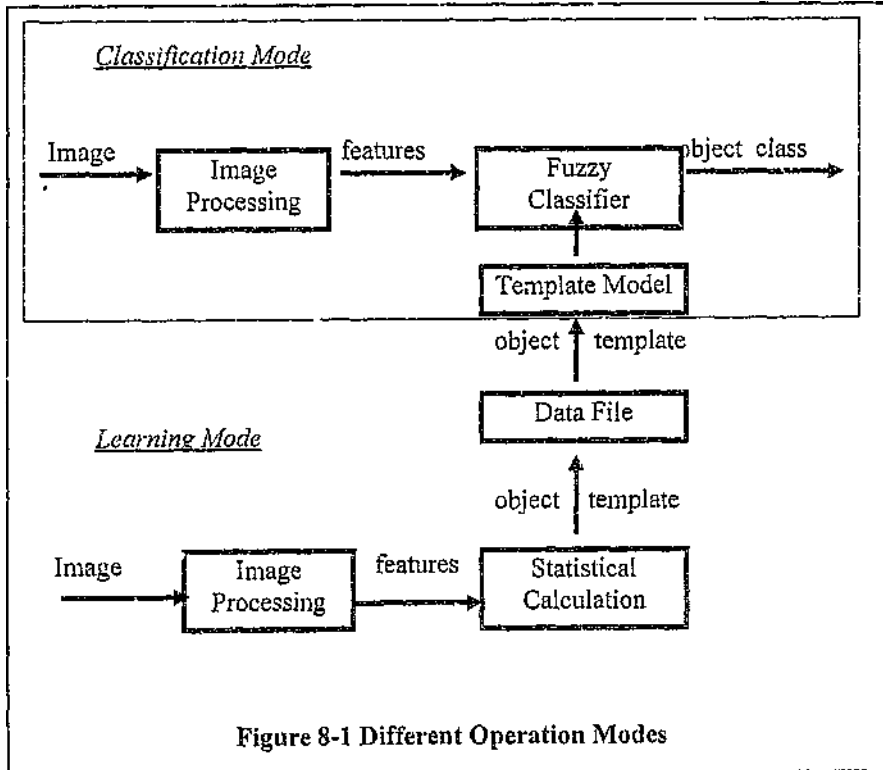 Classification Mode
Image
Image
Processing
features
Fuzzy
Classifier
object class
Template Model
object template
Data File
Learning Mode
object template
Image
Image
Processing
features
Statistical
Calculation
Figure 8-1 Different Operation Modes